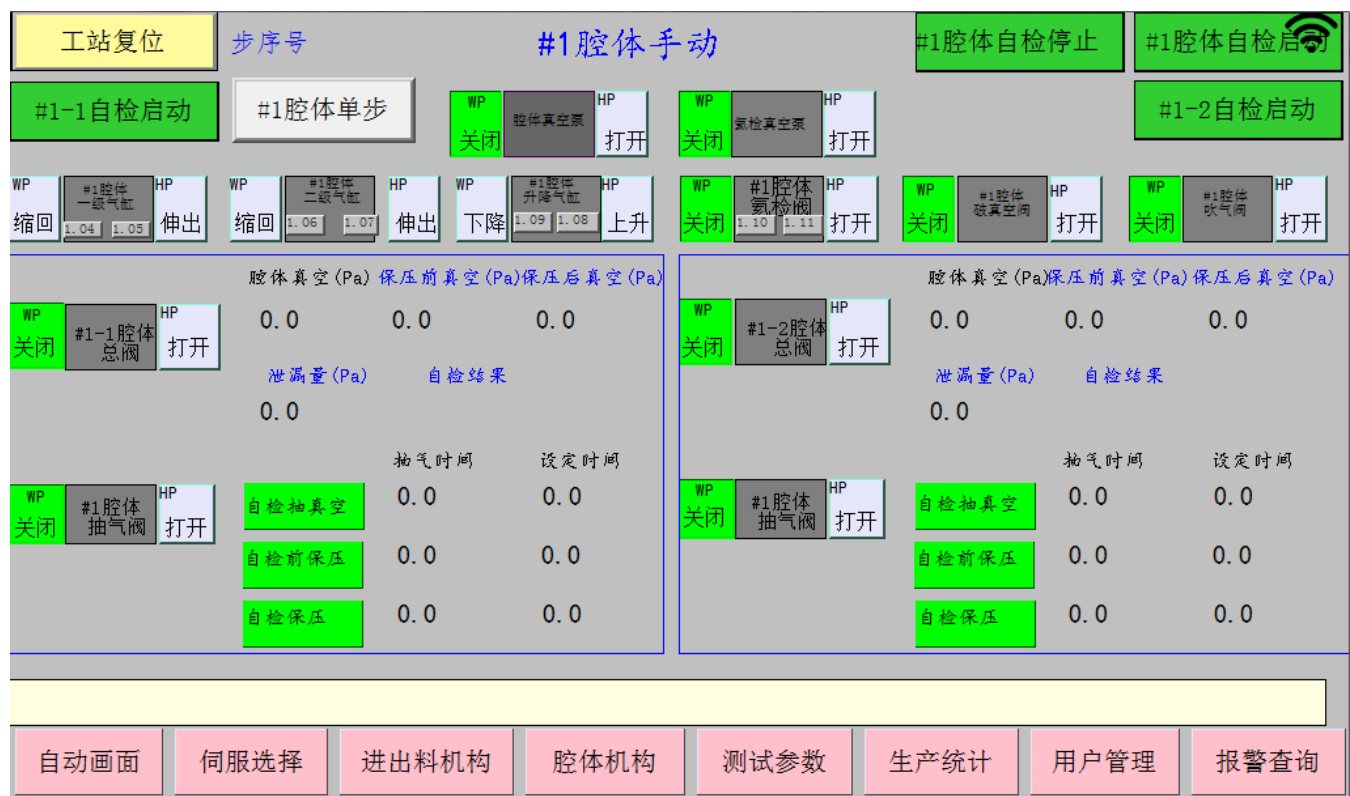 工站复位 步序号 #1腔体手动 #1腔体自检停止 #1腔体自检启动
#1-1自检启动 #1腔体单步 WP 关闭 腔体真空泵 HP 打开 WP 关闭 氦检真空泵 HP 打开 #1-2自检启动
WP 缩回 #1腔体 一级气缸 1.04 1.05 HP 伸出 WP 缩回 #1腔体 二级气缸 1.06 1.07 HP 伸出 WP 下降 #1腔体 升降气缸 1.09 1.08 HP 上升 WP 关闭 #1腔体 氦检阀 1.10 1.11 HP 打开 WP 关闭 #1腔体 破真空阀 HP 打开 WP 关闭 #1腔体 吹气阀 HP 打开
腔体真空(Pa) 保压前真空(Pa) 保压后真空(Pa)
WP 关闭 #1-1腔体 总阀 HP 打开 0.0 0.0 0.0
泄漏量(Pa) 自检结果
0.0
抽气时间 设定时间
WP 关闭 #1腔体 抽气阀 HP 打开 自检抽真空 0.0 0.0
自检前保压 0.0 0.0
自检保压 0.0 0.0
腔体真空(Pa) 保压前真空(Pa) 保压后真空(Pa)
WP 关闭 #1-2腔体 总阀 HP 打开 0.0 0.0 0.0
泄漏量(Pa) 自检结果
0.0
抽气时间 设定时间
WP 关闭 #1腔体 抽气阀 HP 打开 自检抽真空 0.0 0.0
自检前保压 0.0 0.0
自检保压 0.0 0.0
自动画面 伺服选择 进出料机构 腔体机构 测试参数 生产统计 用户管理 报警查询